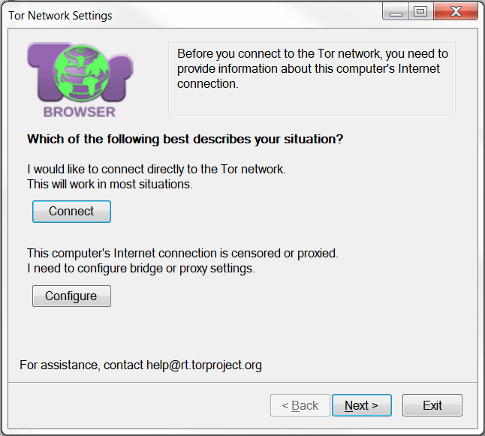 Tor Network Settings
Tor
BROWSER
Before you connect to the Tor network, you need to
provide information about this computer's Internet
connection.
Which of the following best describes your situation?
I would like to connect directly to the Tor network.
This will work in most situations.
Connect
This computer's Internet connection is censored or proxied.
I need to configure bridge or proxy settings.
Configure
For assistance, contact help@rt.torproject.org
< Back
Next >
Exit